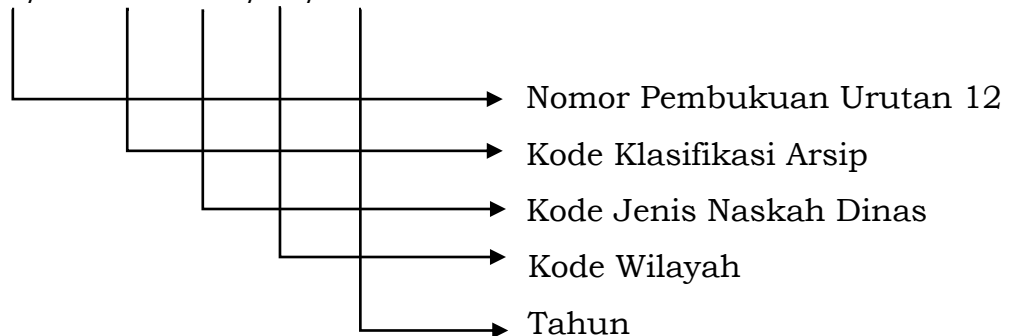 Nomor Pembukuan Urutan 12
Kode Klasifikasi Arsip
Kode Jenis Naskah Dinas
Kode Wilayah
Tahun